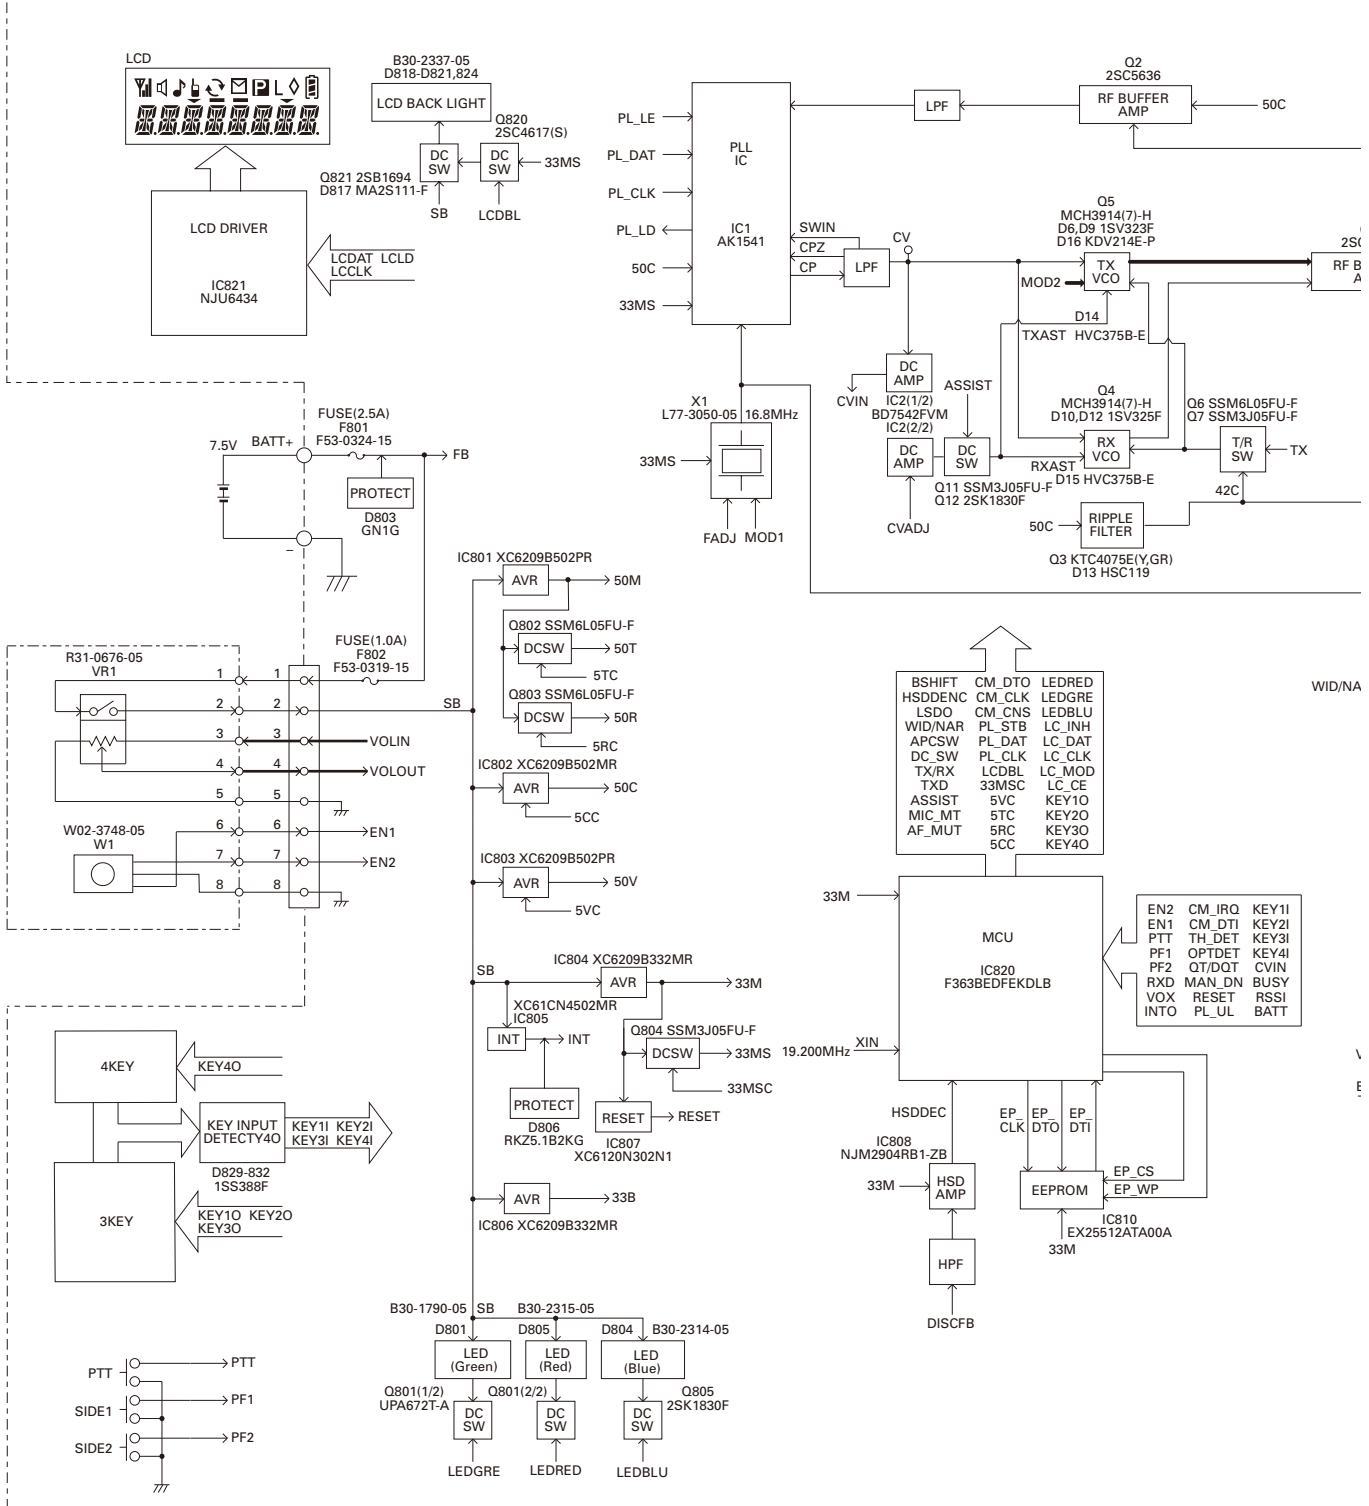 LCD
L
LCD DRIVER
IC821
NJU6434
LCDAT LCLD
LCCLK
B30-2337-05
D818-D821,824
LCD BACK LIGHT
Q820
2SC4617(S)
DC
SW
DC
SW
33MS
Q821 2SB1694
D817 MA2S111-F
SB
LCDBL
PL_LE
PL_DAT
PL_CLK
PL_LD
50C
33MS
PLL
IC
IC1
AK1541
SWIN
CPZ
CP
LPF
CV
LPF
Q2
2SC5636
RF BUFFER
AMP
50C
Q5
MCH3914(7)-H
D6,D9 1SV323F
D16 KDV214E-P
TX
VCO
MOD2
D14
TXAST HVC375B-E
2SC
RF B
A
DC
AMP
CVIN
IC2(1/2)
BD7542FVM
IC2(2/2)
DC
AMP
CVADJ
ASSIST
DC
SW
Q11 SSM3J05FU-F
Q12 2SK1830F
Q4
MCH3914(7)-H
D10,D12 1SV325F
RX
VCO
RXAST
D15 HVC375B-E
Q6 SSM6L05FU-F
Q7 SSM3J05FU-F
T/R
SW
TX
42C
50C
RIPPLE
FILTER
Q3 KTC4075E(Y,GR)
D13 HSC119
X1
L77-3050-05 16.8MHz
33MS
FADJ MOD1
7.5V
BATT+
FUSE(2.5A)
F801
F53-0324-15
FB
PROTECT
D803
GN1G
–
R31-0676-05
VR1
FUSE(1.0A)
F802
F53-0319-15
1 1
2 2
SB
3 3
VOLIN
4 4
VOLOUT
5 5
W02-3748-05
W1
6 6
EN1
7 7
EN2
8 8
IC801 XC6209B502PR
AVR
50M
Q802 SSM6L05FU-F
DCSW
50T
5TC
Q803 SSM6L05FU-F
DCSW
50R
5RC
IC802 XC6209B502MR
AVR
50C
5CC
IC803 XC6209B502PR
AVR
50V
5VC
SB
IC804 XC6209B332MR
AVR
33M
XC61CN4502MR
IC805
INT
INT
Q804 SSM3J05FU-F
DCSW
33MS
33MSC
PROTECT
D806
RKZ5.1B2KG
RESET
RESET
IC807
XC6120N302N1
AVR
33B
IC806 XC6209B332MR
BSHIFT CM_DTO LEDRED
HSDDENC CM_CLK LEDGRE
LSDO CM_CNS LEDBLU
WID/NAR PL_STB LC_INH
APCSW PL_DAT LC_DAT
DC_SW PL_CLK LC_CLK
TX/RX LCDBL LC_MOD
TXD 33MSC LC_CE
ASSIST 5VC KEY1O
MIC_MT 5TC KEY2O
AF_MUT 5RC KEY3O
5CC KEY4O
WID/NA
33M
MCU
IC820
F363BEDFEKDLB
19.200MHz
XIN
EN2 CM_IRQ KEY1I
EN1 CM_DTI KEY2I
PTT TH_DET KEY3I
PF1 OPTDET KEY4I
PF2 QT/DQT CVIN
RXD MAN_DN BUSY
VOX RESET RSSI
INTO PL_UL BATT
HSDDEC
EP_
CLK
EP_
DTO
EP_
DTI
IC808
NJM2904RB1-ZB
33M
HSD
AMP
HPF
DISCFB
EEPROM
EP_CS
EP_WP
IC810
EX25512ATA00A
33M
4KEY
KEY4O
KEY INPUT
DETECTY4O
KEY1I KEY2I
KEY3I KEY4I
D829-832
1SS388F
3KEY
KEY1O KEY2O
KEY3O
B30-1790-05 SB B30-2315-05
D801 D805 D804 B30-2314-05
LED
(Green)
LED
(Red)
LED
(Blue)
Q801(1/2)
UPA672T-A
DC
SW
LEDGRE
Q801(2/2)
DC
SW
LEDRED
Q805
2SK1830F
DC
SW
LEDBLU
PTT
PTT
SIDE1
PF1
SIDE2
PF2